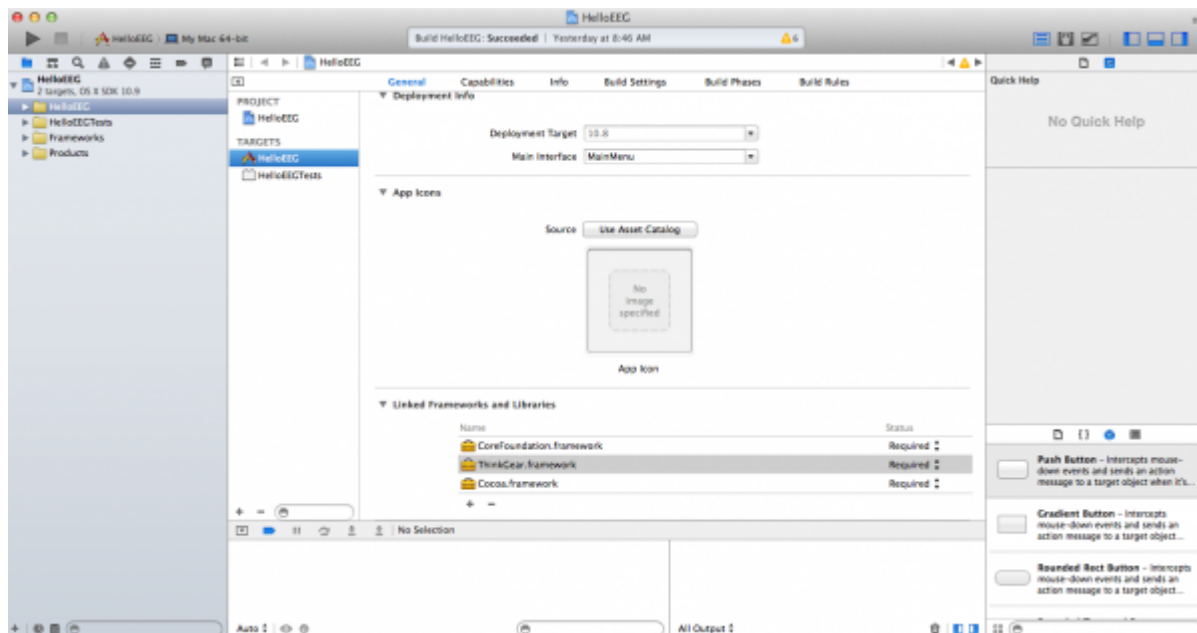 HelloEEG
HelloEEG My Mac 64-bit
Build HelloEEG: Succeeded | Yesterday at 8:46 AM
6
HelloEEG
HelloEEG
2 targets, OS X SDK 10.9
HelloEEG
HelloEEGTests
Frameworks
Products
PROJECT
HelloEEG
TARGETS
HelloEEG
HelloEEGTests
General Capabilities Info Build Settings Build Phases Build Rules
Deployment Info
Deployment Target 10.8
Main Interface MainMenu
App Icons
Source Use Asset Catalog
No
image
specified
App Icon
Linked Frameworks and Libraries
Name Status
CoreFoundation.framework Required
ThinkGear.framework Required
Cocoa.framework Required
+ −
+ −
No Selection
Auto
All Output
Quick Help
No Quick Help
Push Button – Intercepts mouse-
down events and sends an action
message to a target object when it's...
Gradient Button – Intercepts
mouse-down events and sends an
action message to a target object...
Rounded Rect Button – Intercepts
mouse-down events and sends an
action message to a target object...